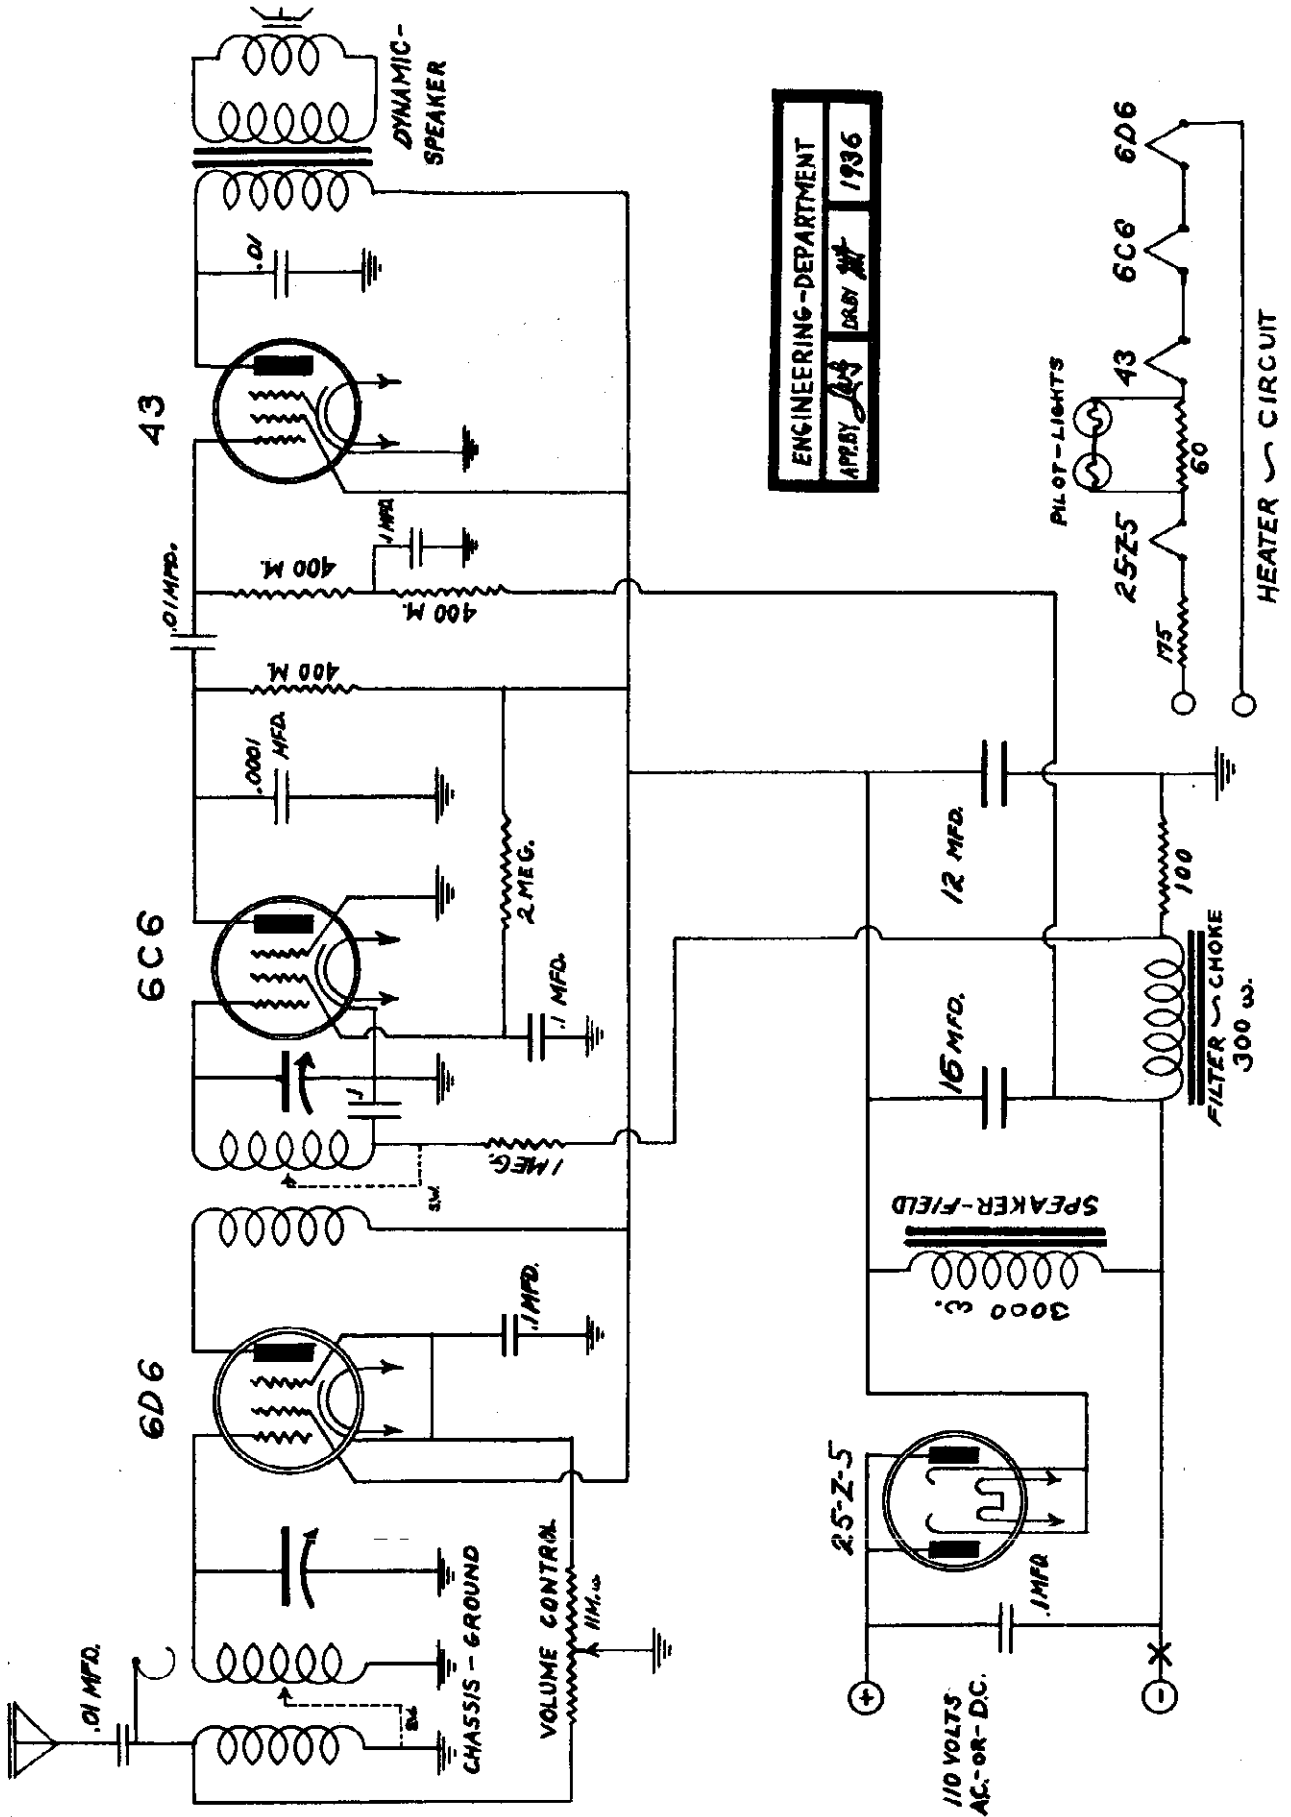 .01 MFD.
6D6
6C6
.01 MFD.
43
DYNAMIC-
SPEAKER
.0001
MFD.
400 M.
400 M.
400 M.
.1 MFD.
.01
S.W.
.1
S.W.
1 MEG.
2 MEG.
.1 MFD.
.1 MFD.
CHASSIS - GROUND
VOLUME CONTROL
11M.ω
25-Z-5
.1 MFD
110 VOLTS
A.C.-OR-D.C.
+
-
3000 ω.
SPEAKER-FIELD
16 MFD.
12 MFD.
FILTER ~ CHOKE
300 ω.
100
ENGINEERING-DEPARTMENT
APP.BY
DR.BY
1936
PILOT-LIGHTS
175
25-Z-5
60
43
6C6
6D6
HEATER ~ CIRCUIT